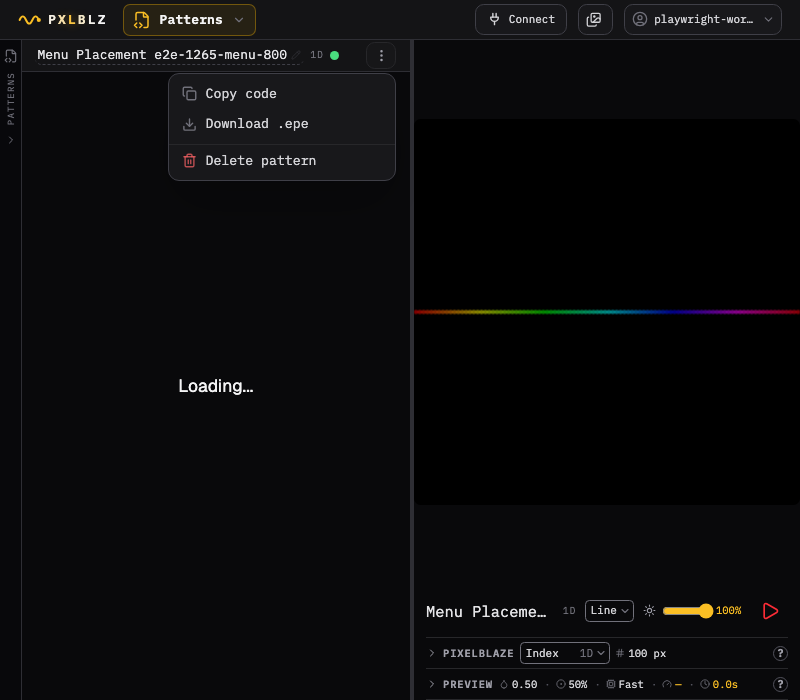 PXLBLZ Patterns Connect playwright-wor…
PATTERNS
Menu Placement e2e-1265-menu-800 1D
Copy code
Download .epe
Delete pattern
Loading…
Menu Placeme… 1D Line 100%
PIXELBLAZE Index 1D # 100 px ?
PREVIEW 0.50 · 50% · Fast · — · 0.0s ?